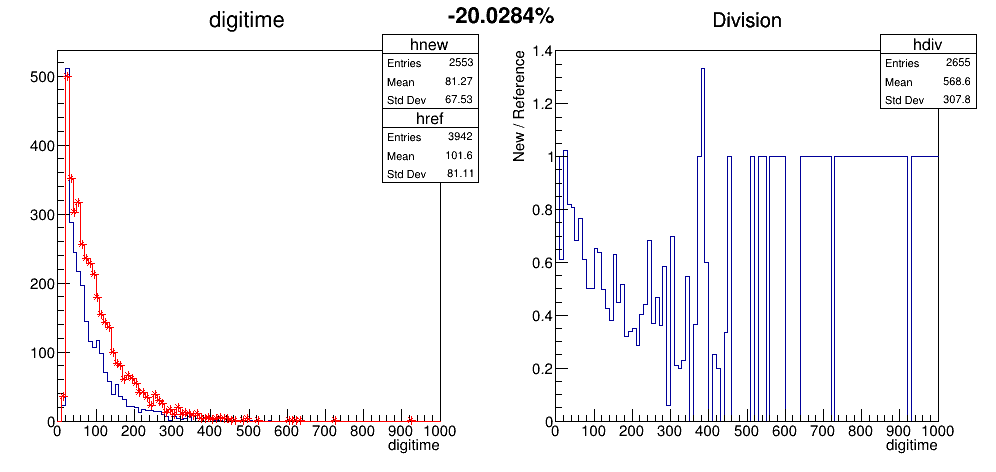 -20.0284%
digitime
hnew
Entries 2553
Mean 81.27
Std Dev 67.53
href
Entries 3942
Mean 101.6
Std Dev 81.11
500
400
300
200
100
0
0 100 200 300 400 500 600 700 800 900 1000
digitime
Division
hdiv
Entries 2655
Mean 568.6
Std Dev 307.8
New / Reference
1.4
1.2
1
0.8
0.6
0.4
0.2
0
0 100 200 300 400 500 600 700 800 900 1000
digitime